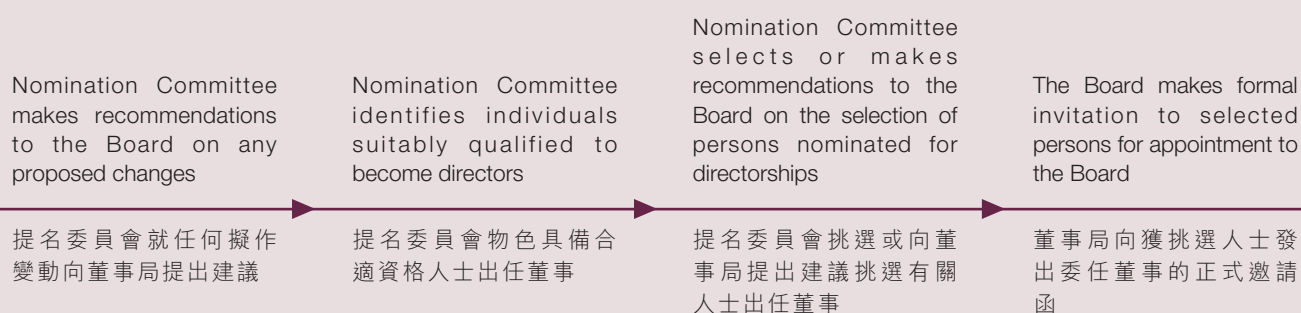 Nomination Committee
makes recommendations
to the Board on any
proposed changes
Nomination Committee
identifies individuals
suitably qualified to
become directors
Nomination Committee
selects or makes
recommendations to the
Board on the selection of
persons nominated for
directorships
The Board makes formal
invitation to selected
persons for appointment to
the Board
提名委員會就任何擬作
變動向董事局提出建議
提名委員會物色具備合
適資格人士出任董事
提名委員會挑選或向董
事局提出建議挑選有關
人士出任董事
董事局向獲挑選人士發
出委任董事的正式邀請
函